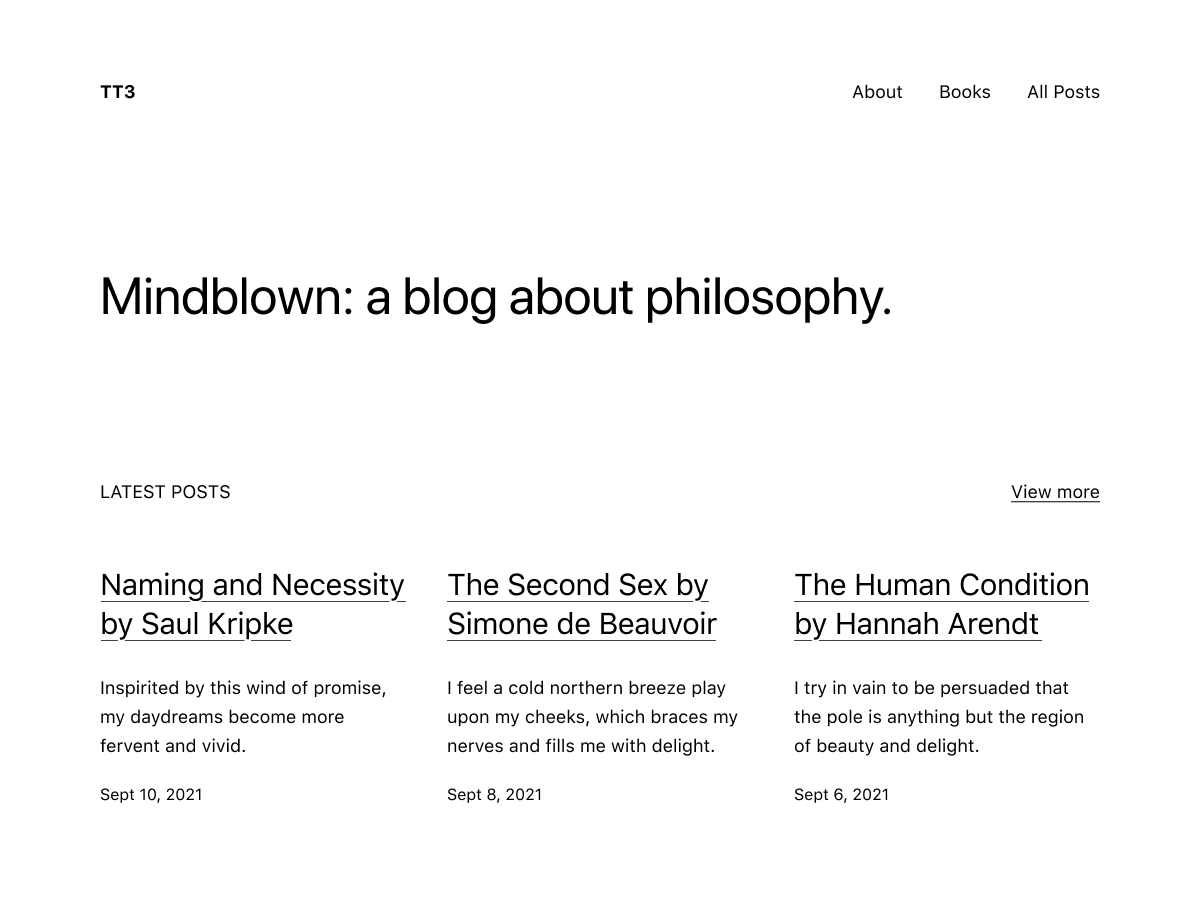 TT3
About
Books
All Posts
Mindblown: a blog about philosophy.
LATEST POSTS
View more
Naming and Necessity
by Saul Kripke
Inspirited by this wind of promise,
my daydreams become more
fervent and vivid.
Sept 10, 2021
The Second Sex by
Simone de Beauvoir
I feel a cold northern breeze play
upon my cheeks, which braces my
nerves and fills me with delight.
Sept 8, 2021
The Human Condition
by Hannah Arendt
I try in vain to be persuaded that
the pole is anything but the region
of beauty and delight.
Sept 6, 2021